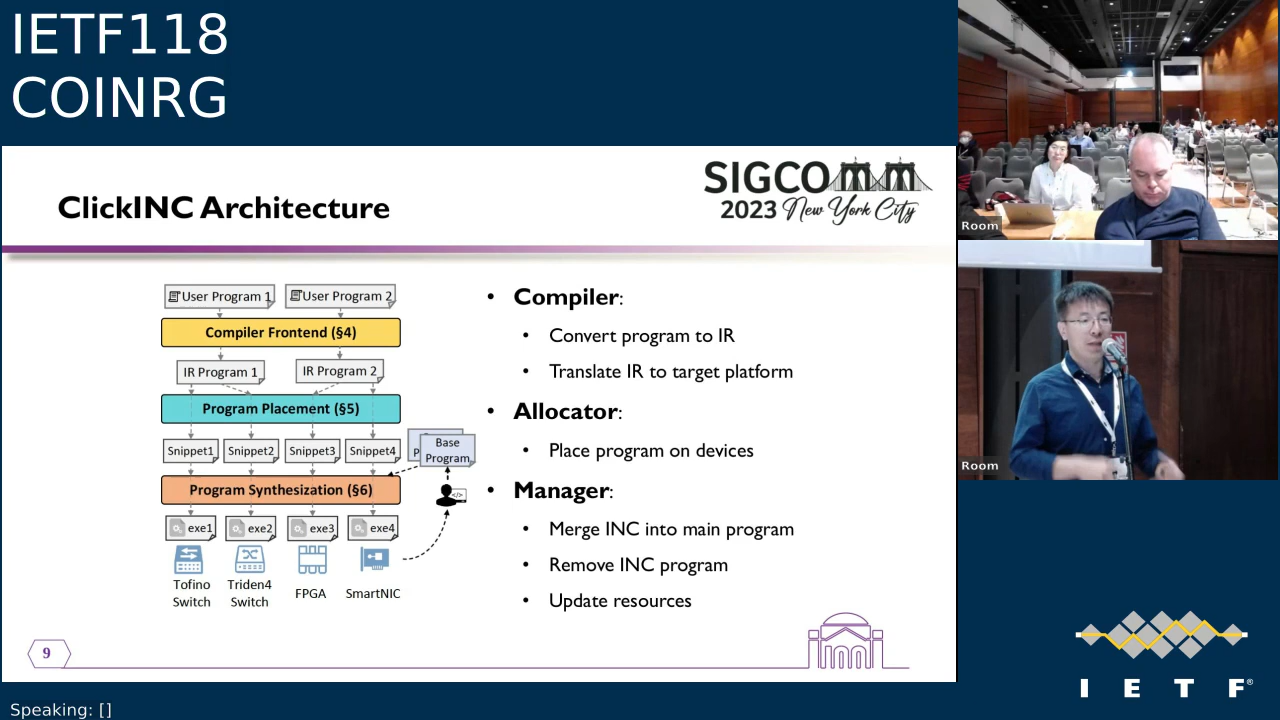 IETF118
COINRG
ClickINC Architecture
SIGCOMM
2023 New York City
User Program 1
User Program 2
Compiler Frontend (§4)
IR Program 1
IR Program 2
Program Placement (§5)
Snippet1
Snippet2
Snippet3
Snippet4
P
Base
Program
Program Synthesization (§6)
</>
exe1
exe2
exe3
exe4
Tofino
Switch
Triden4
Switch
FPGA
SmartNIC
• Compiler:
• Convert program to IR
• Translate IR to target platform
• Allocator:
• Place program on devices
• Manager:
• Merge INC into main program
• Remove INC program
• Update resources
9
Room
Room
I E T F®
Speaking: []